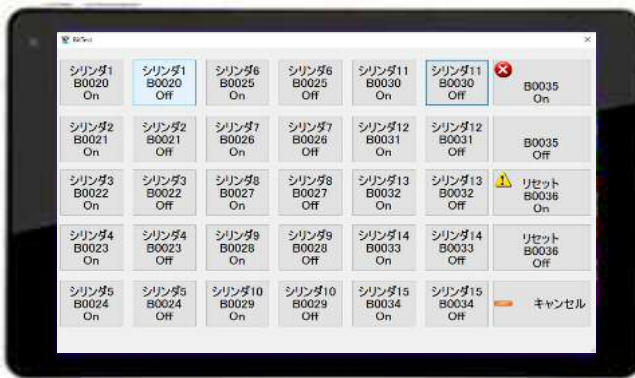 BitTest
シリンダ1
B0020
On
シリンダ1
B0020
Off
シリンダ6
B0025
On
シリンダ6
B0025
Off
シリンダ11
B0030
On
シリンダ11
B0030
Off
B0035
On
シリンダ2
B0021
On
シリンダ2
B0021
Off
シリンダ7
B0026
On
シリンダ7
B0026
Off
シリンダ12
B0031
On
シリンダ12
B0031
Off
B0035
Off
シリンダ3
B0022
On
シリンダ3
B0022
Off
シリンダ8
B0027
On
シリンダ8
B0027
Off
シリンダ13
B0032
On
シリンダ13
B0032
Off
リセット
B0036
On
シリンダ4
B0023
On
シリンダ4
B0023
Off
シリンダ9
B0028
On
シリンダ9
B0028
Off
シリンダ14
B0033
On
シリンダ14
B0033
Off
リセット
B0036
Off
シリンダ5
B0024
On
シリンダ5
B0024
Off
シリンダ10
B0029
On
シリンダ10
B0029
Off
シリンダ15
B0034
On
シリンダ15
B0034
Off
キャンセル